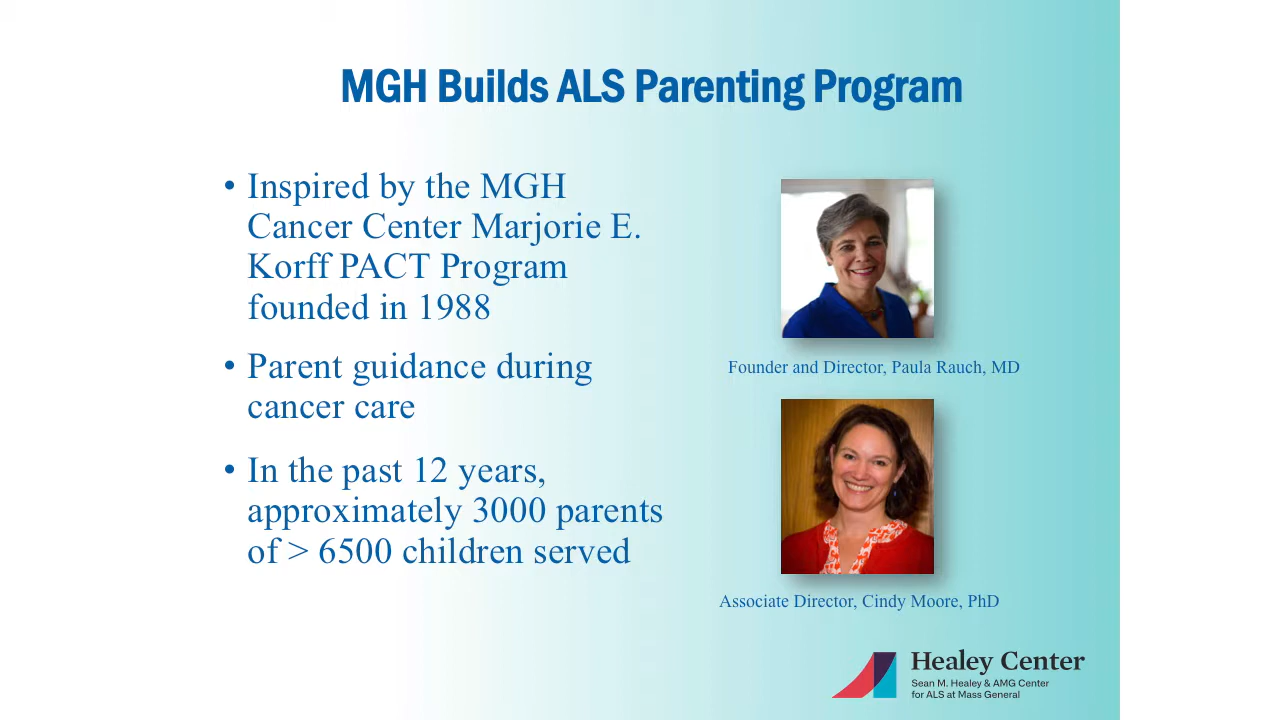 MGH Builds ALS Parenting Program
• Inspired by the MGH
Cancer Center Marjorie E.
Korff PACT Program
founded in 1988
• Parent guidance during
cancer care
• In the past 12 years,
approximately 3000 parents
of > 6500 children served
Founder and Director, Paula Rauch, MD
Associate Director, Cindy Moore, PhD
Healey Center
Sean M. Healey & AMG Center
for ALS at Mass General